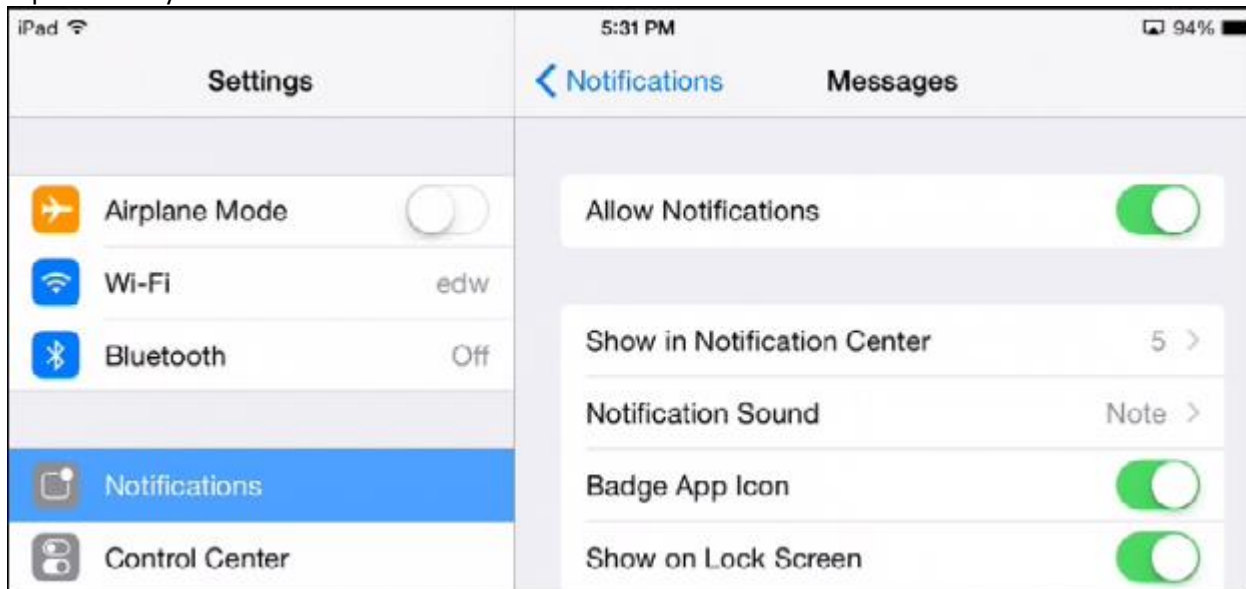 iPad
5:31 PM
94%
Settings
Notifications
Messages
Airplane Mode
Wi-Fi
edw
Bluetooth
Off
Notifications
Control Center
Allow Notifications
Show in Notification Center
5
Notification Sound
Note
Badge App Icon
Show on Lock Screen